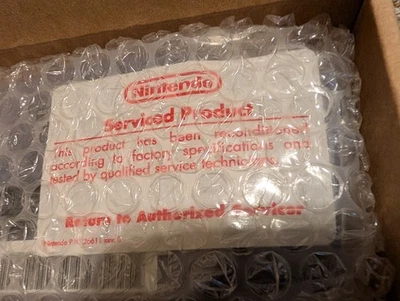 Nintendo
Serviced Product
This product has been reconditioned
according to factory specifications and
tested by qualified service technicians.
Return to Authorized Servicer
Nintendo